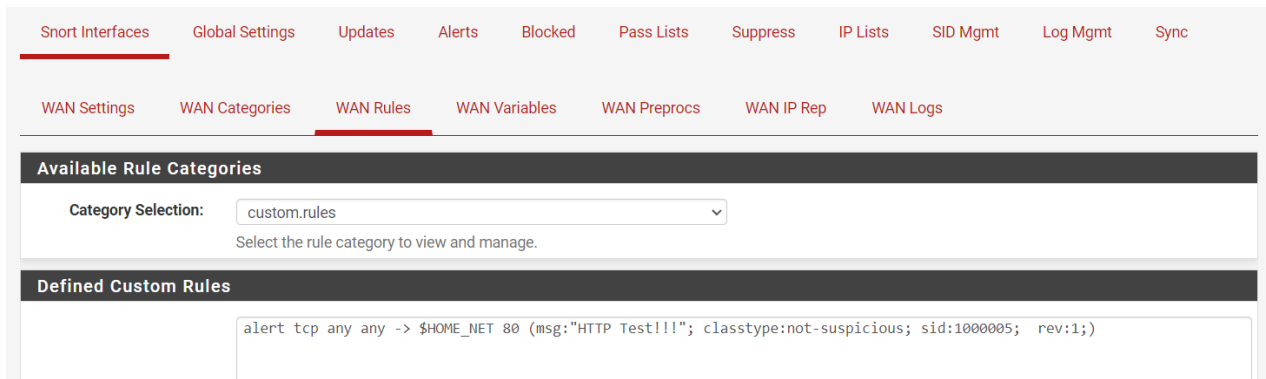 Snort Interfaces Global Settings Updates Alerts Blocked Pass Lists Suppress IP Lists SID Mgmt Log Mgmt Sync
WAN Settings WAN Categories WAN Rules WAN Variables WAN Preprocs WAN IP Rep WAN Logs
Available Rule Categories
Category Selection: custom.rules
Select the rule category to view and manage.
Defined Custom Rules
alert tcp any any -> $HOME_NET 80 (msg:"HTTP Test!!!"; classtype:not-suspicious; sid:1000005;  rev:1;)